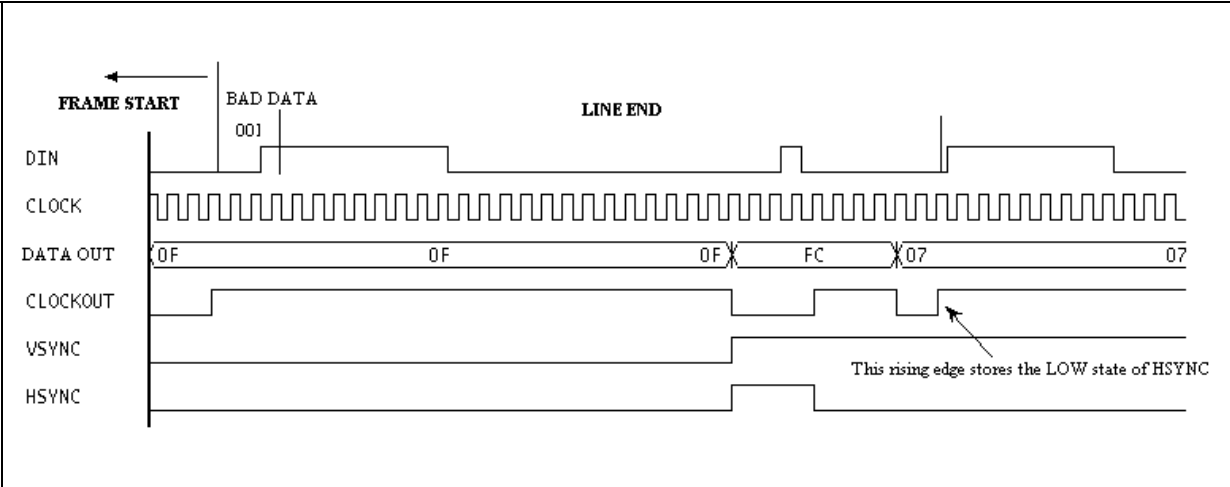 FRAME START
BAD DATA
001
LINE END
DIN
CLOCK
DATA OUT 0F 0F 0F FC 07 07
CLOCKOUT
VSYNC
This rising edge stores the LOW state of HSYNC
HSYNC